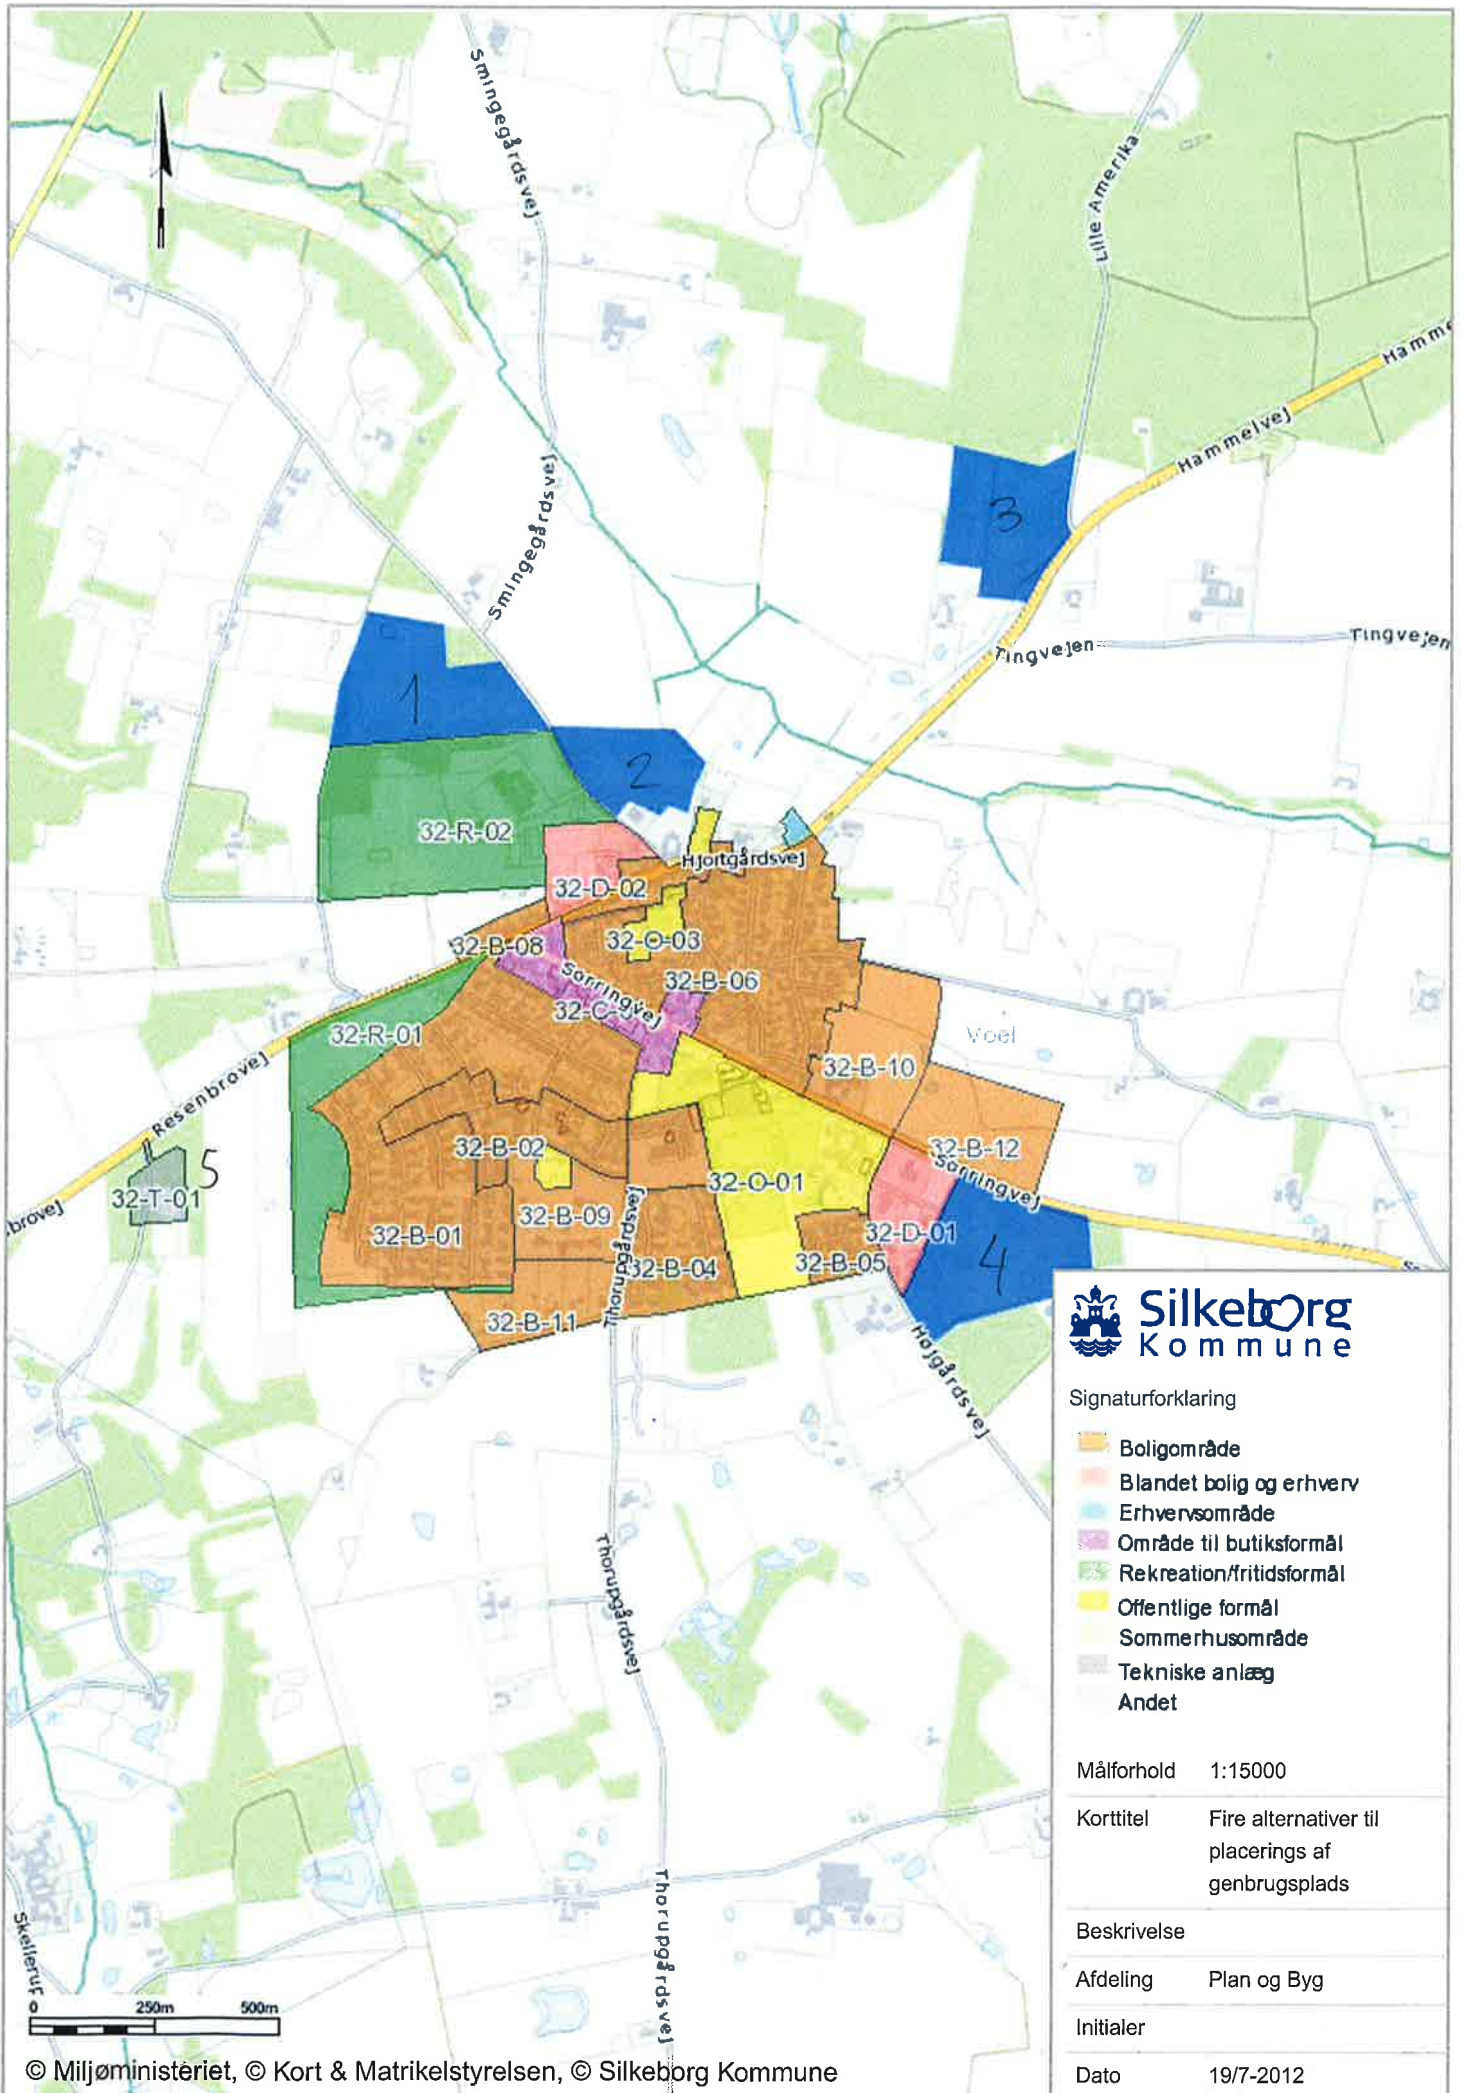 Smingegårdsvej
Lille Amerika
Hammelvej
Smingegårdsvej
3
Tingvejen
Tingvejen
1
2
32-R-02
Hjortgårdsvej
32-D-02
32-B-08
32-O-03
Sorringvej
32-B-06
32-C-
32-R-01
Voel
32-B-10
Resenbrovej
32-B-02
32-B-12
Sorringvej
5
32-T-01
32-O-01
brovej
32-B-09
32-B-01
Thorupgårdsvej
32-D-01
32-B-05
32-B-04
4
32-B-11
Højgårdsvej
Silkeborg
Kommune
Signaturforklaring
Boligområde
Blandet bolig og erhverv
Erhvervsområde
Område til butiksformål
Rekreation/fritidsformål
Offentlige formål
Sommerhusområde
Tekniske anlæg
Andet
Thorupgårdsvej
Målforhold 1:15000
Korttitel Fire alternativer til
placerings af
genbrugsplads
Beskrivelse
Afdeling Plan og Byg
Initialer
Dato 19/7-2012
Thorupgårdsvej
Skellerup
0 250m 500m
© Miljøministeriet, © Kort & Matrikelstyrelsen, © Silkeborg Kommune